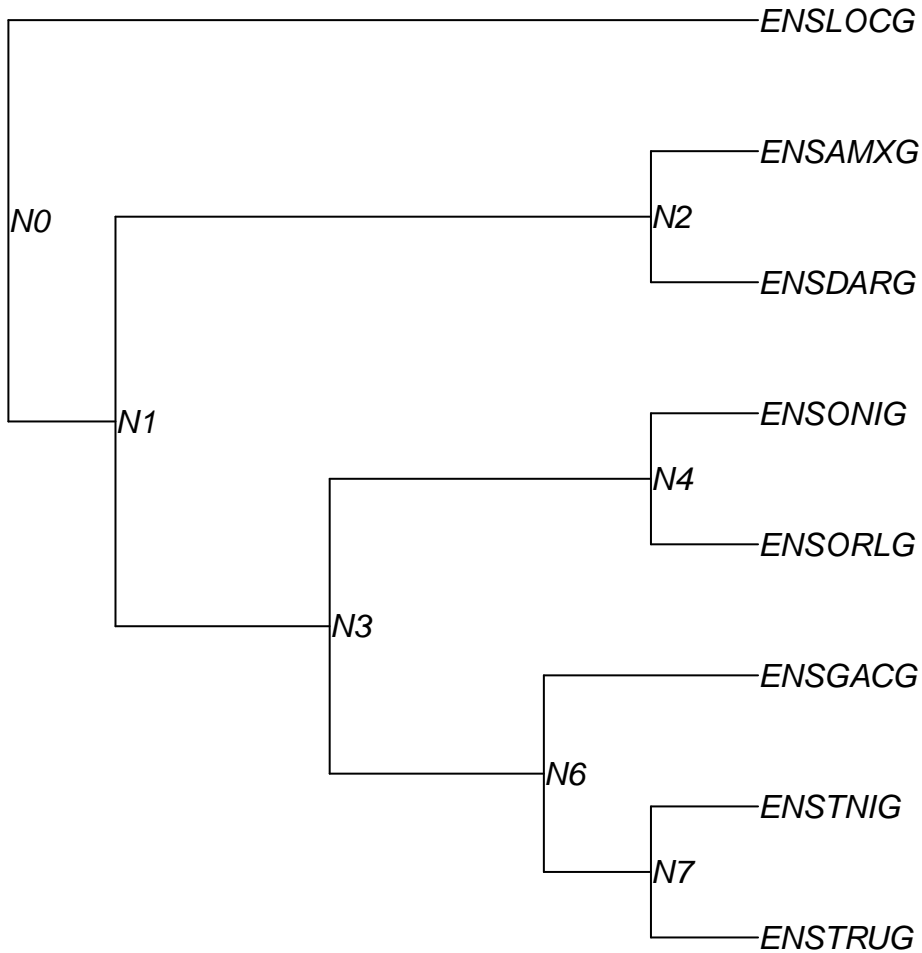 ENSLOCG
ENSAMXG
N0
N2
ENSDARG
ENSONIG
N1
N4
ENSORLG
N3
ENSGACG
N6
ENSTNIG
N7
ENSTRUG